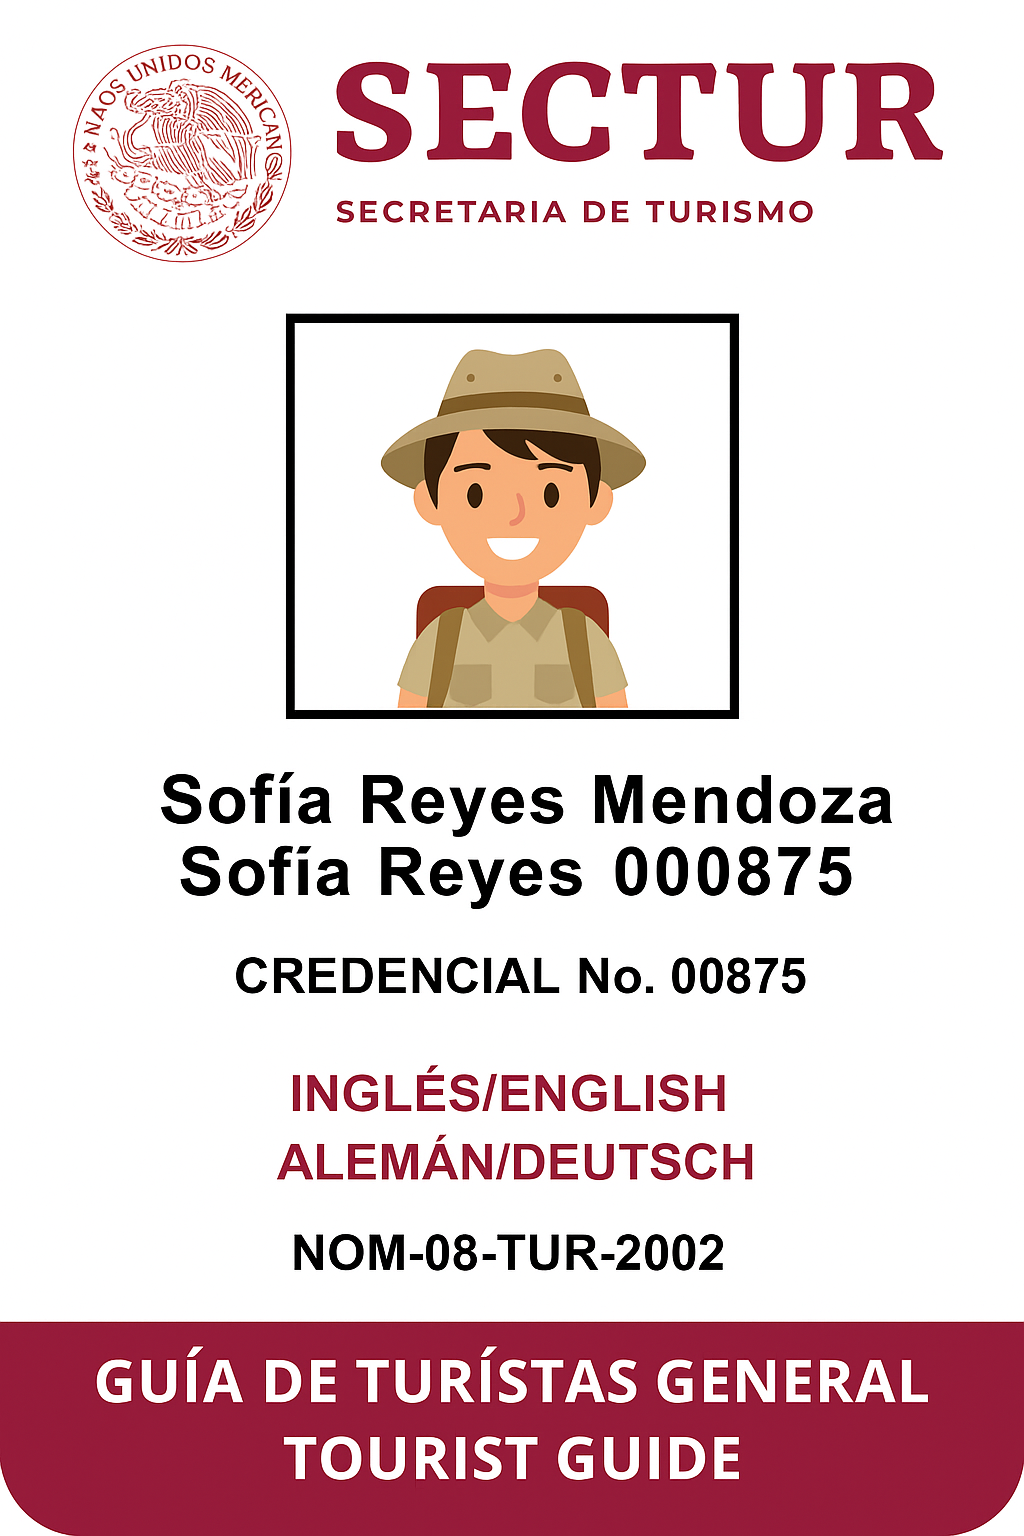 NAOS UNIDOS MERICANO
SECTUR
SECRETARIA DE TURISMO
Sofía Reyes Mendoza
Sofía Reyes 000875
CREDENCIAL No. 00875
INGLÉS/ENGLISH
ALEMÁN/DEUTSCH
NOM-08-TUR-2002
GUÍA DE TURÍSTAS GENERAL
TOURIST GUIDE